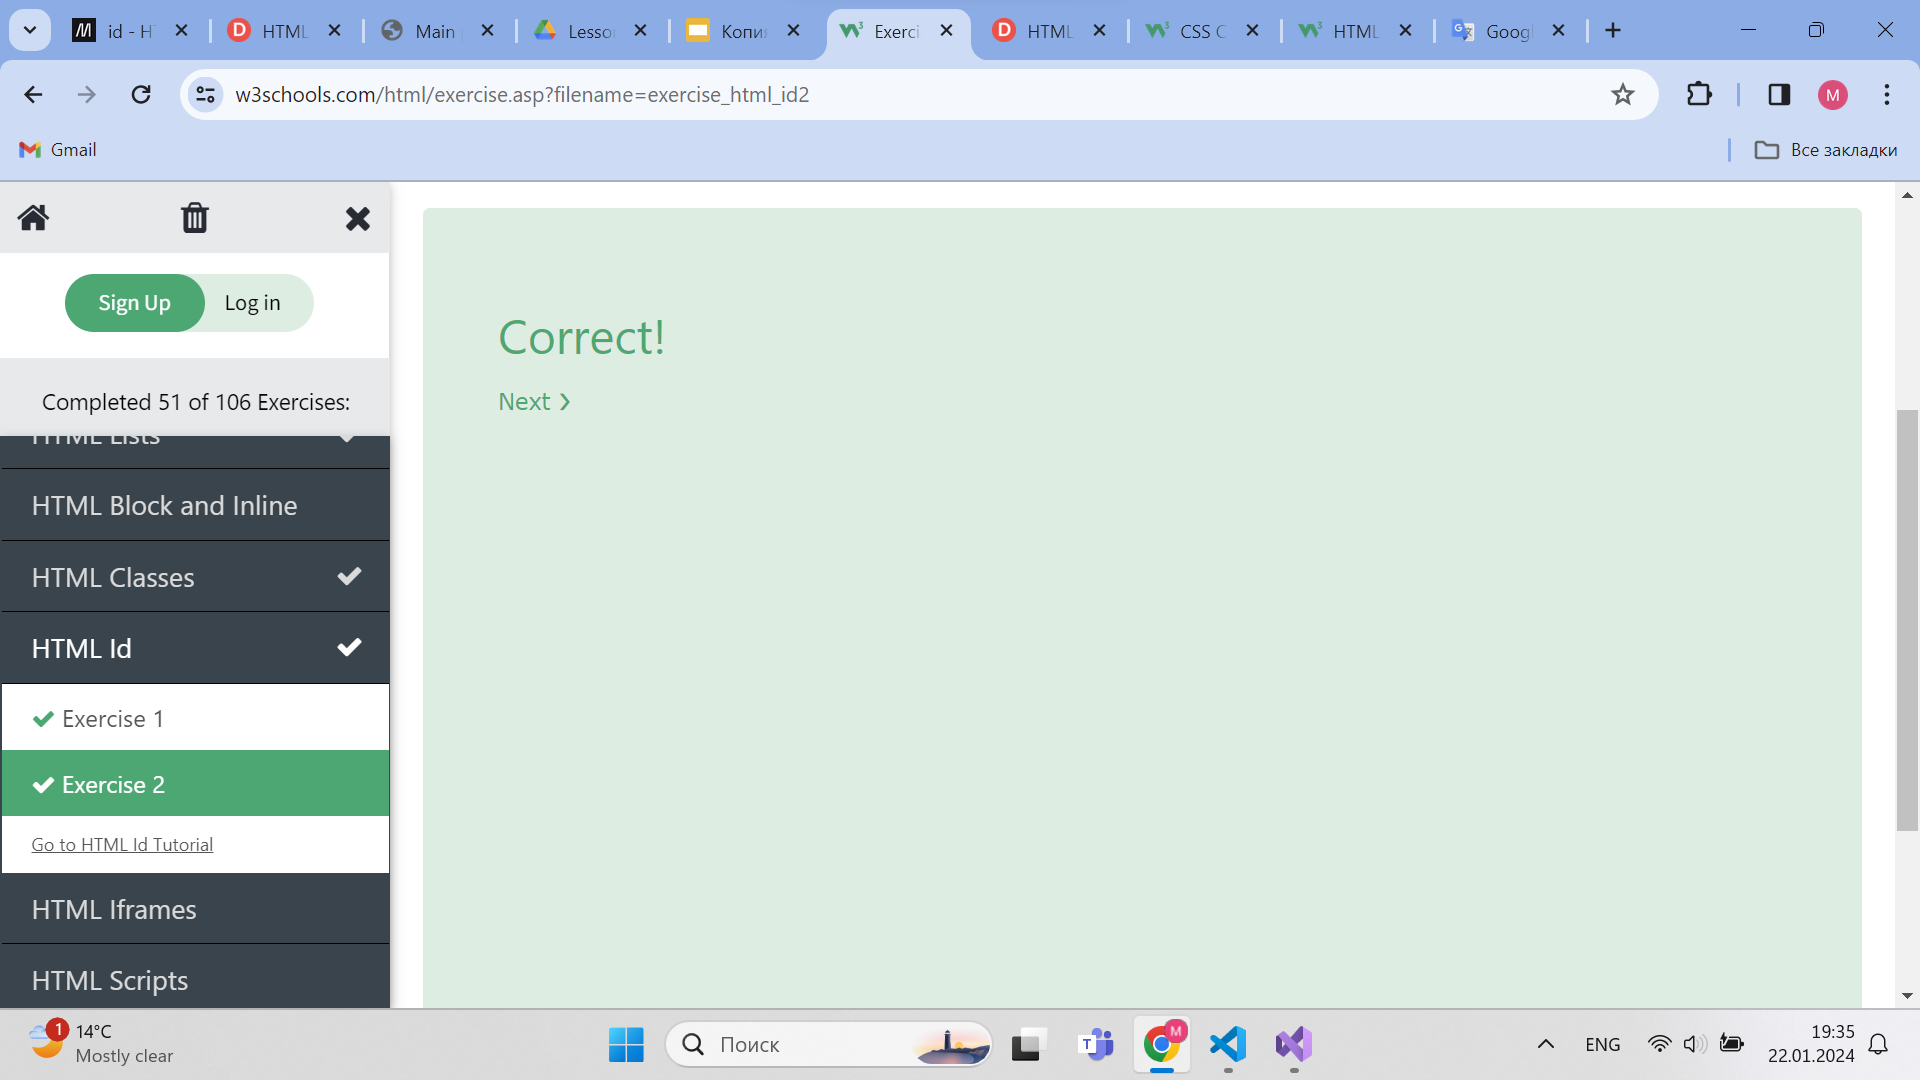 id - HT
HTML
Main
Lesso
Копи
Exerci
HTML
CSS C
HTML
Googl
w3schools.com/html/exercise.asp?filename=exercise_html_id2
M
Gmail
Все закладки
Sign Up
Log in
Completed 51 of 106 Exercises:
HTML Lists
HTML Block and Inline
HTML Classes
HTML Id
Exercise 1
Exercise 2
Go to HTML Id Tutorial
HTML Iframes
HTML Scripts
Correct!
Next ❯
1
14°C
Mostly clear
Поиск
M
ENG
19:35
22.01.2024